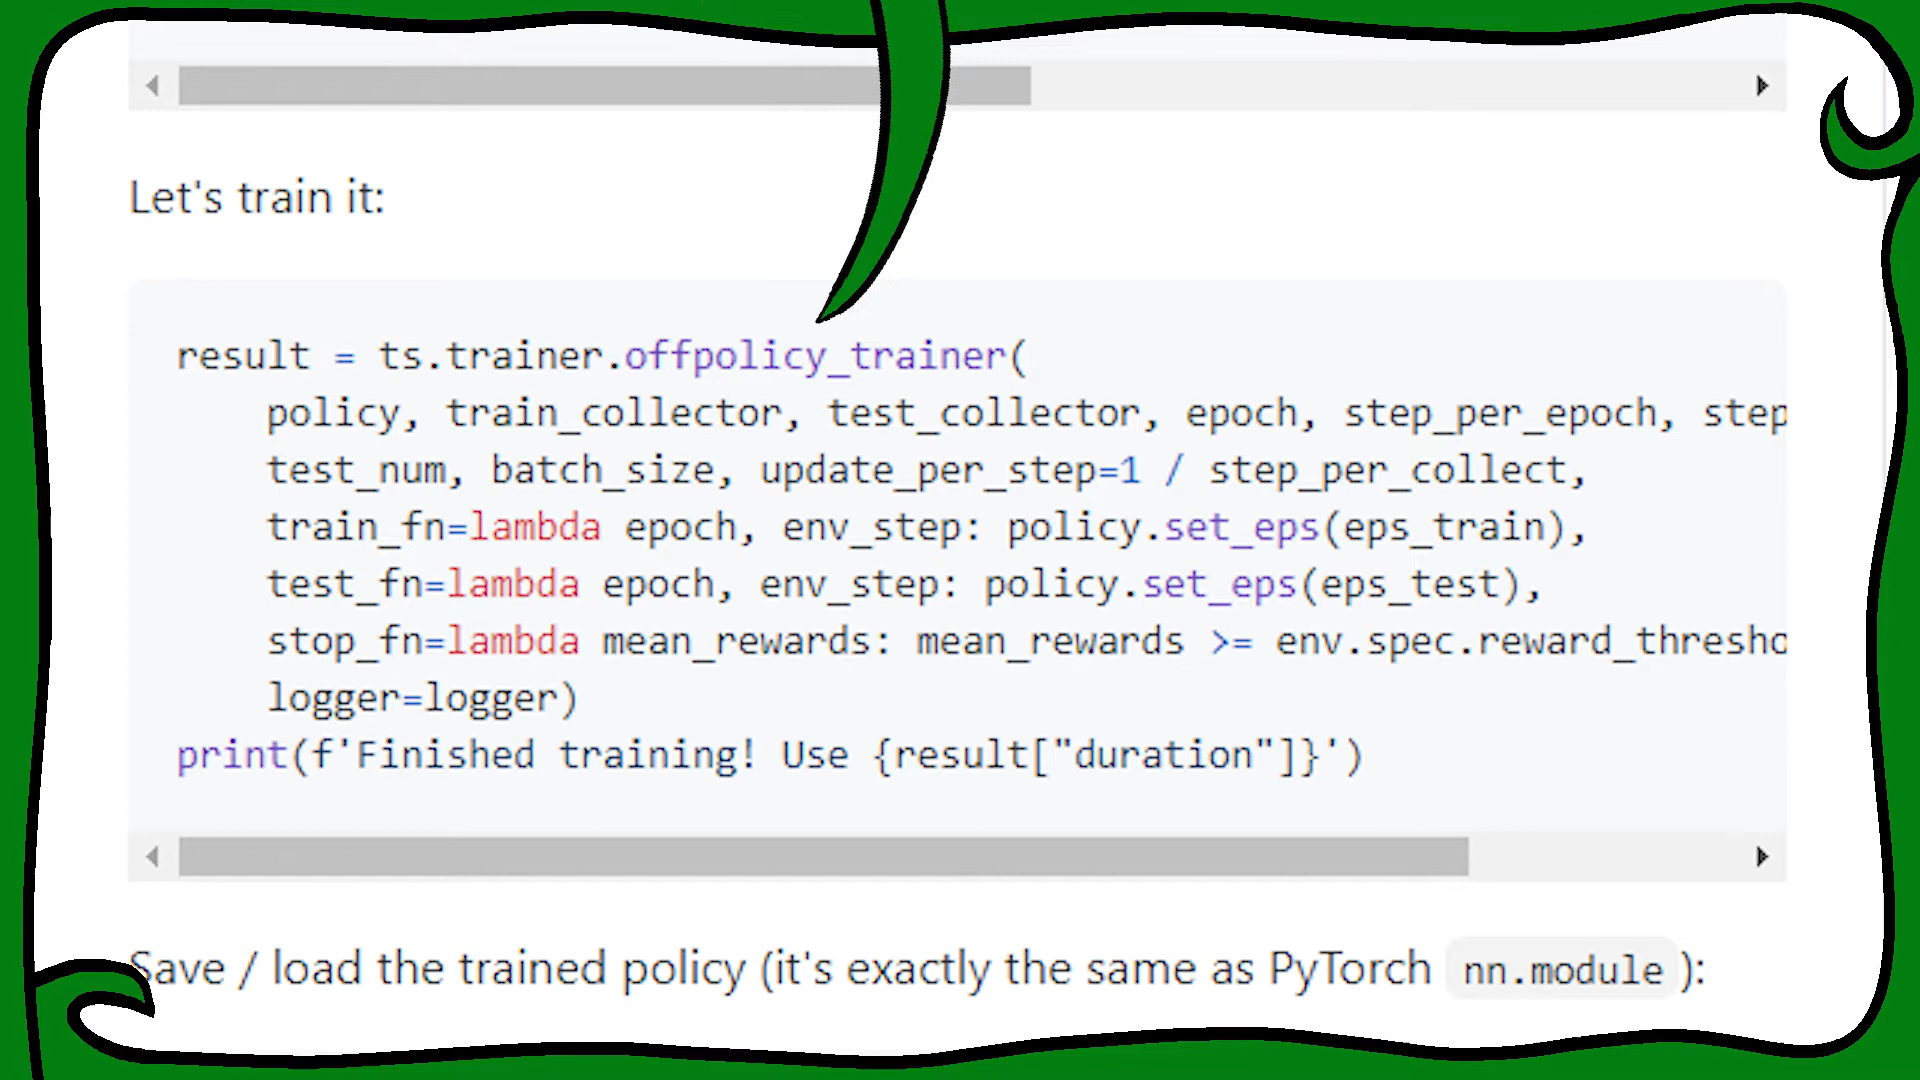 Let's train it:
result = ts.trainer.offpolicy_trainer(
policy, train_collector, test_collector, epoch, step_per_epoch, step
test_num, batch_size, update_per_step=1 / step_per_collect,
train_fn=lambda epoch, env_step: policy.set_eps(eps_train),
test_fn=lambda epoch, env_step: policy.set_eps(eps_test),
stop_fn=lambda mean_rewards: mean_rewards >= env.spec.reward_thresho
logger=logger)
print(f'Finished training! Use {result["duration"]}')
Save / load the trained policy (it's exactly the same as PyTorch nn.module ):